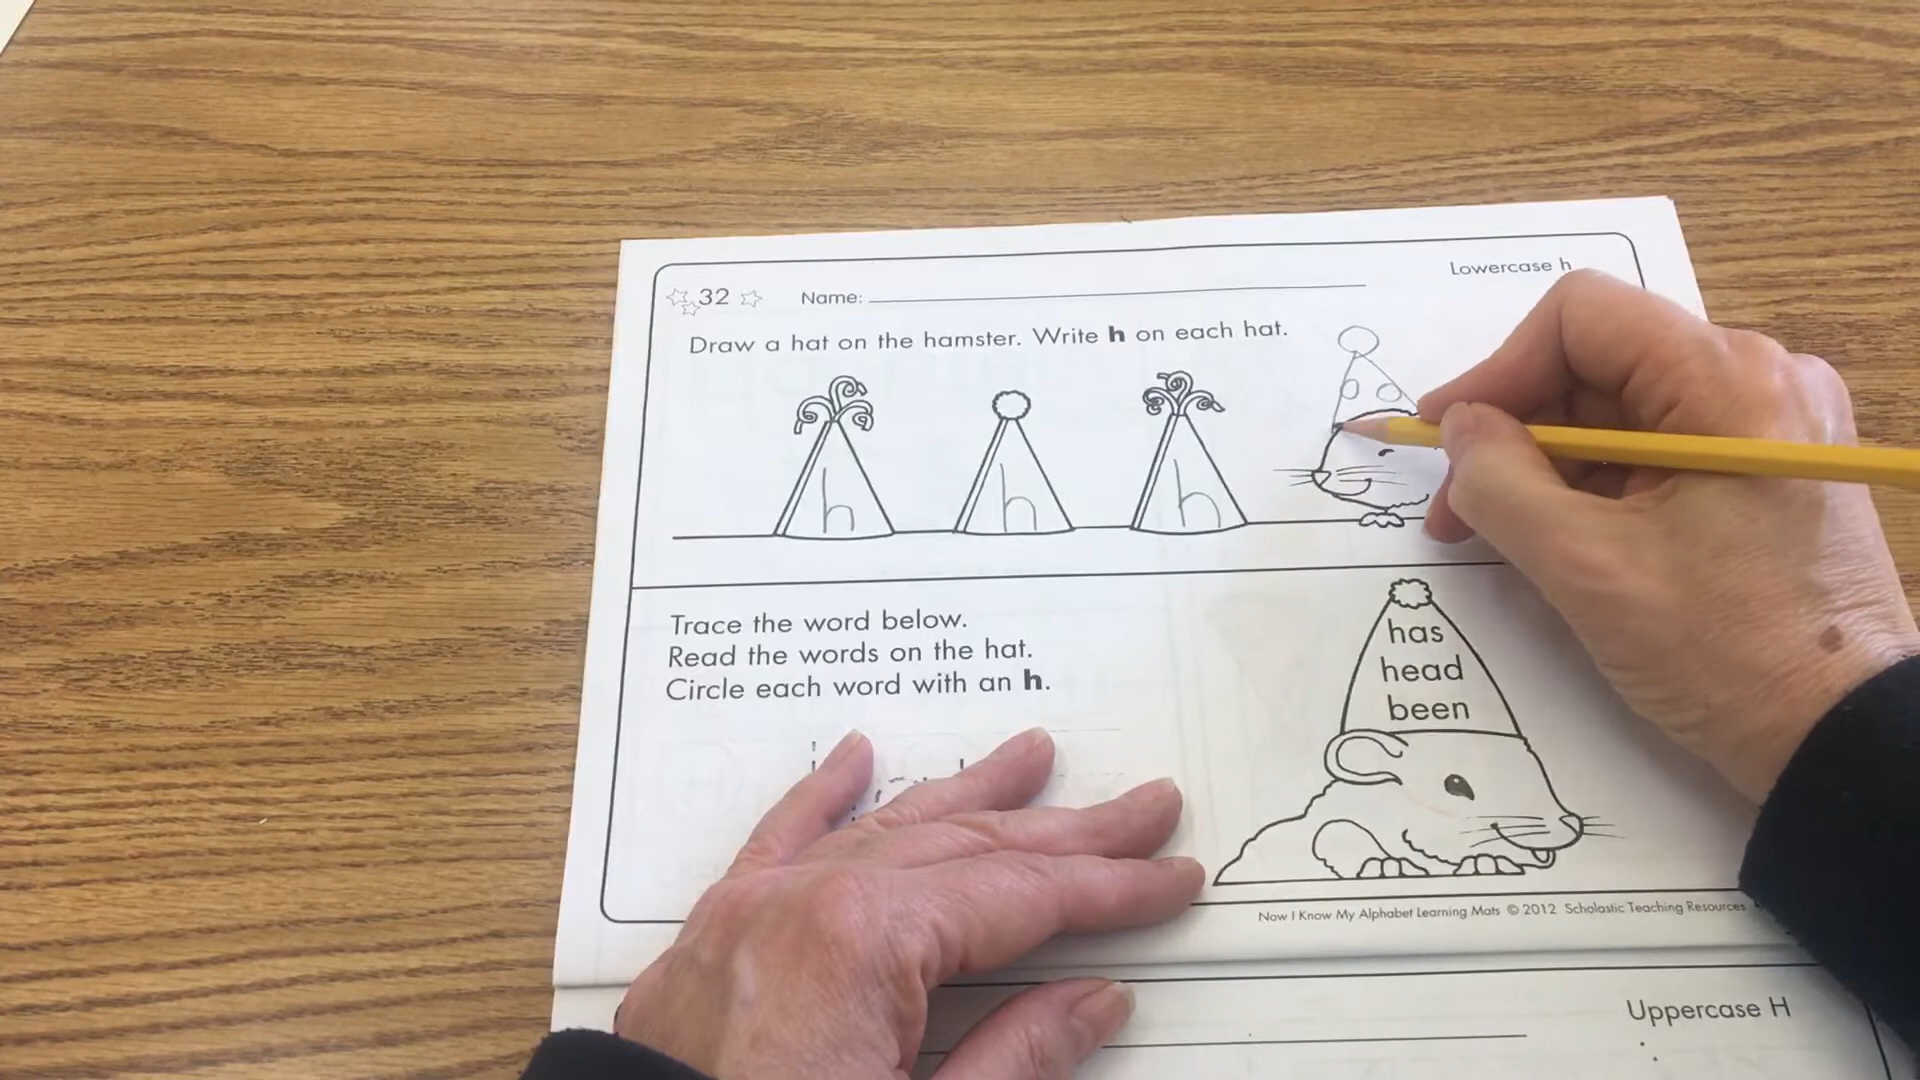 32 Name: Lowercase h
Draw a hat on the hamster. Write h on each hat.
h h h
Trace the word below.
Read the words on the hat.
Circle each word with an h.
has
head
been
Now I Know My Alphabet Learning Mats © 2012 Scholastic Teaching Resources
Uppercase H